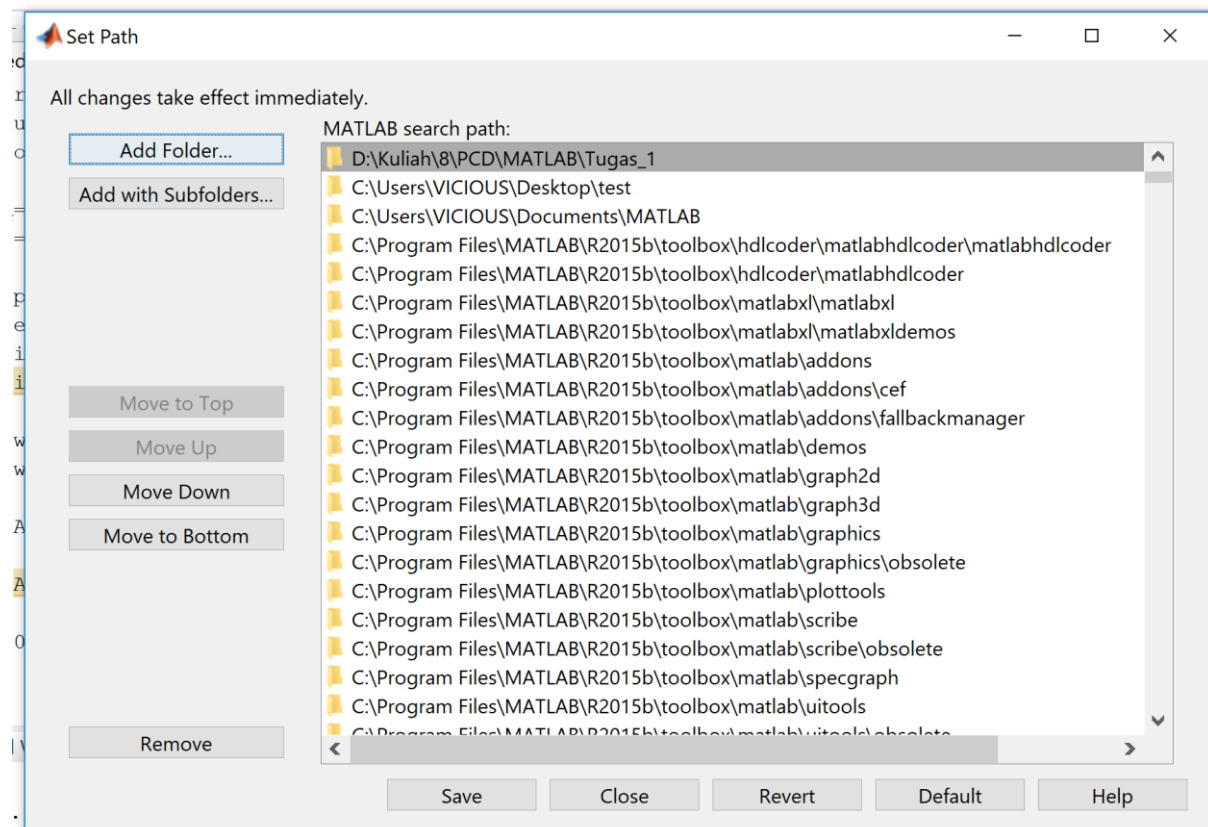 Set Path
All changes take effect immediately.
MATLAB search path:
Add Folder...
Add with Subfolders...
Move to Top
Move Up
Move Down
Move to Bottom
Remove
D:\Kuliah\8\PCD\MATLAB\Tugas_1
C:\Users\VICIOUS\Desktop\test
C:\Users\VICIOUS\Documents\MATLAB
C:\Program Files\MATLAB\R2015b\toolbox\hdlcoder\matlabhdlcoder\matlabhdlcoder
C:\Program Files\MATLAB\R2015b\toolbox\hdlcoder\matlabhdlcoder
C:\Program Files\MATLAB\R2015b\toolbox\matlabxl\matlabxl
C:\Program Files\MATLAB\R2015b\toolbox\matlabxl\matlabxldemos
C:\Program Files\MATLAB\R2015b\toolbox\matlab\addons
C:\Program Files\MATLAB\R2015b\toolbox\matlab\addons\cef
C:\Program Files\MATLAB\R2015b\toolbox\matlab\addons\fallbackmanager
C:\Program Files\MATLAB\R2015b\toolbox\matlab\demos
C:\Program Files\MATLAB\R2015b\toolbox\matlab\graph2d
C:\Program Files\MATLAB\R2015b\toolbox\matlab\graph3d
C:\Program Files\MATLAB\R2015b\toolbox\matlab\graphics
C:\Program Files\MATLAB\R2015b\toolbox\matlab\graphics\obsolete
C:\Program Files\MATLAB\R2015b\toolbox\matlab\plottools
C:\Program Files\MATLAB\R2015b\toolbox\matlab\scribe
C:\Program Files\MATLAB\R2015b\toolbox\matlab\scribe\obsolete
C:\Program Files\MATLAB\R2015b\toolbox\matlab\specgraph
C:\Program Files\MATLAB\R2015b\toolbox\matlab\uitools
C:\Program Files\MATLAB\R2015b\toolbox\matlab\uitools\obsolete
Save
Close
Revert
Default
Help